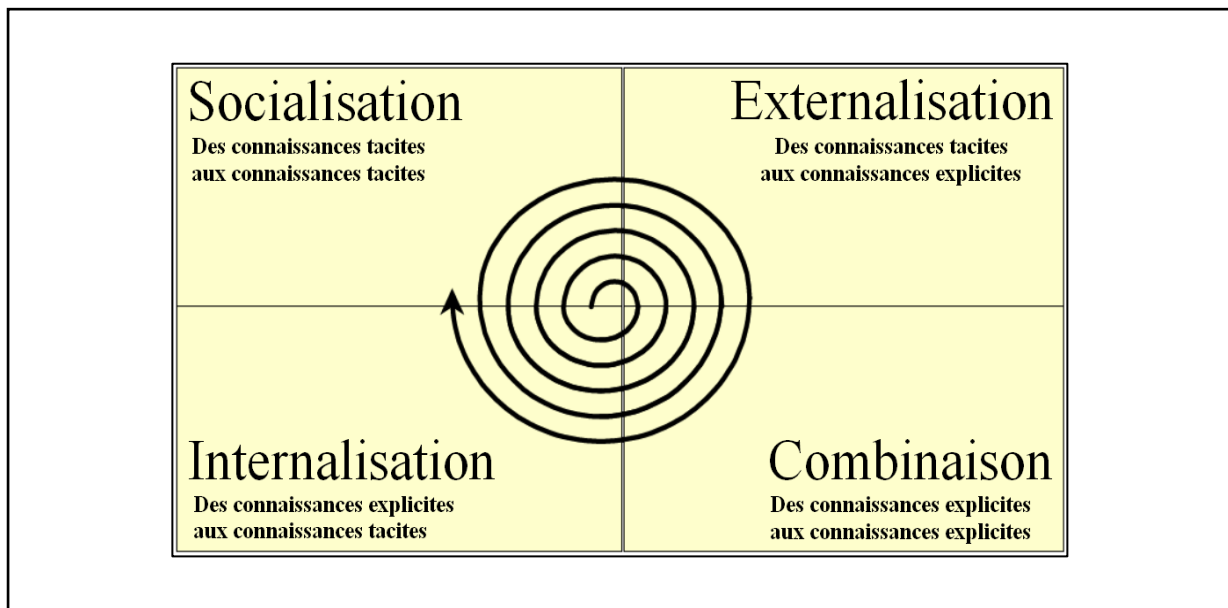 Socialisation
Des connaissances tacites
aux connaissances tacites
Externalisation
Des connaissances tacites
aux connaissances explicites
Internalisation
Des connaissances explicites
aux connaissances tacites
Combinaison
Des connaissances explicites
aux connaissances explicites